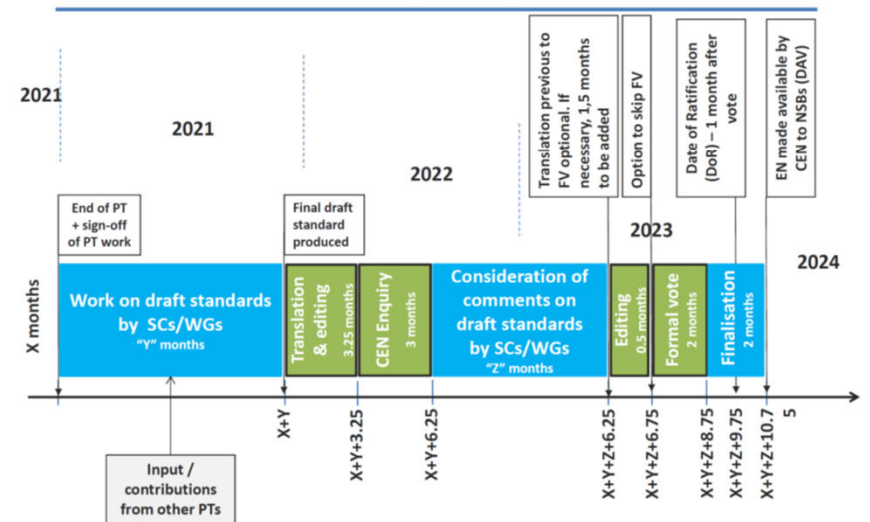 2021
2021
2022
2023
2024
Translation previous to
FV optional. If
necessary, 1,5 months
to be added
Option to skip FV
Date of Ratification
(DoR) – 1 month after
vote
EN made available by
CEN to NSBs (DAV)
End of PT
+ sign-off
of PT work
Final draft
standard
produced
X months
Work on draft standards
by SCs/WGs
“Y” months
Translation
& editing
3.25 months
CEN Enquiry
3 months
Consideration of
comments on
draft standards
by SCs/WGs
“Z” months
Editing
0.5 months
Formal vote
2 months
Finalisation
2 months
X+Y
X+Y+3.25
X+Y+6.25
X+Y+Z+6.25
X+Y+Z+6.75
X+Y+Z+8.75
X+Y+Z+9.75
X+Y+Z+10.7
5
Input /
contributions
from other PTs